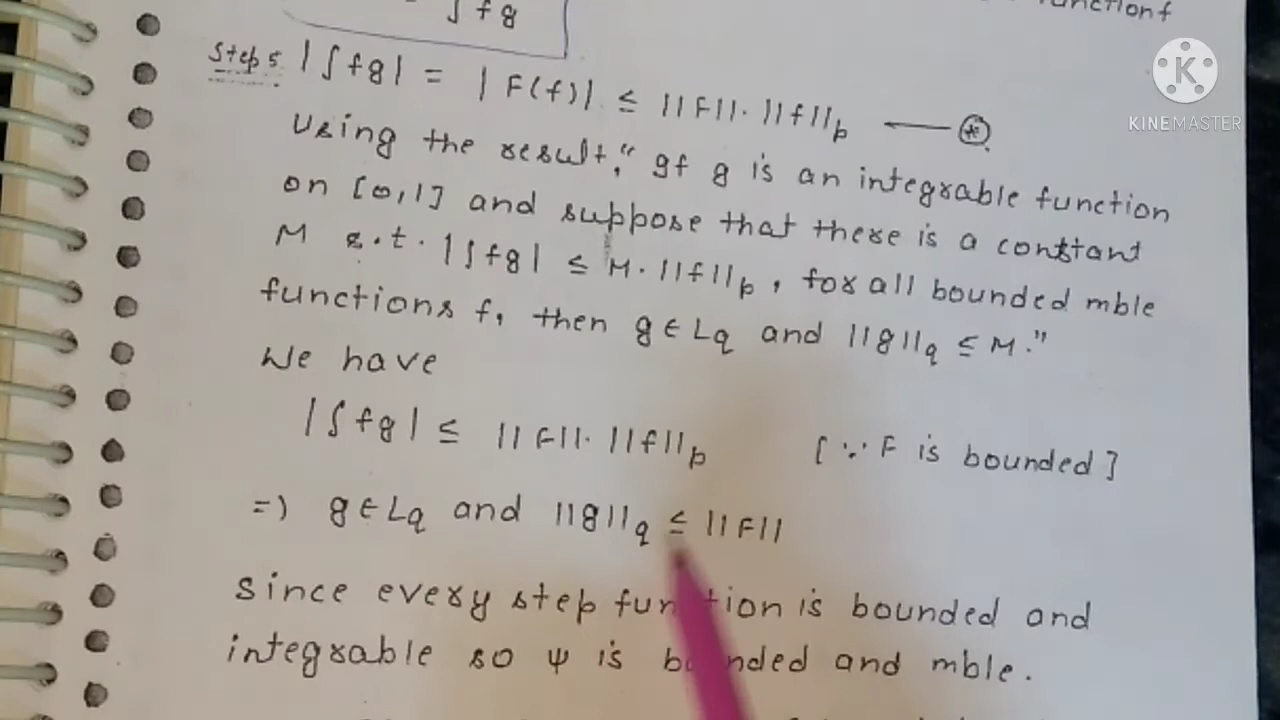 ∫ f g
functionf
K
KINEMASTER
Step 5 | ∫ f g | = | F(f) | ≤ ||F||. ||f||p —— (*)
Using the result, "If g is an integrable function
on [0,1] and suppose that there is a constant
M s.t. |∫ f g| ≤ M. ||f||p, for all bounded mble
functions f, then g ∈ Lq and ||g||q ≤ M."
We have
|∫ f g| ≤ ||F||. ||f||p [∵ F is bounded]
=) g ∈ Lq and ||g||q ≤ ||F||
Since every step function is bounded and
integrable so ψ is bounded and mble.